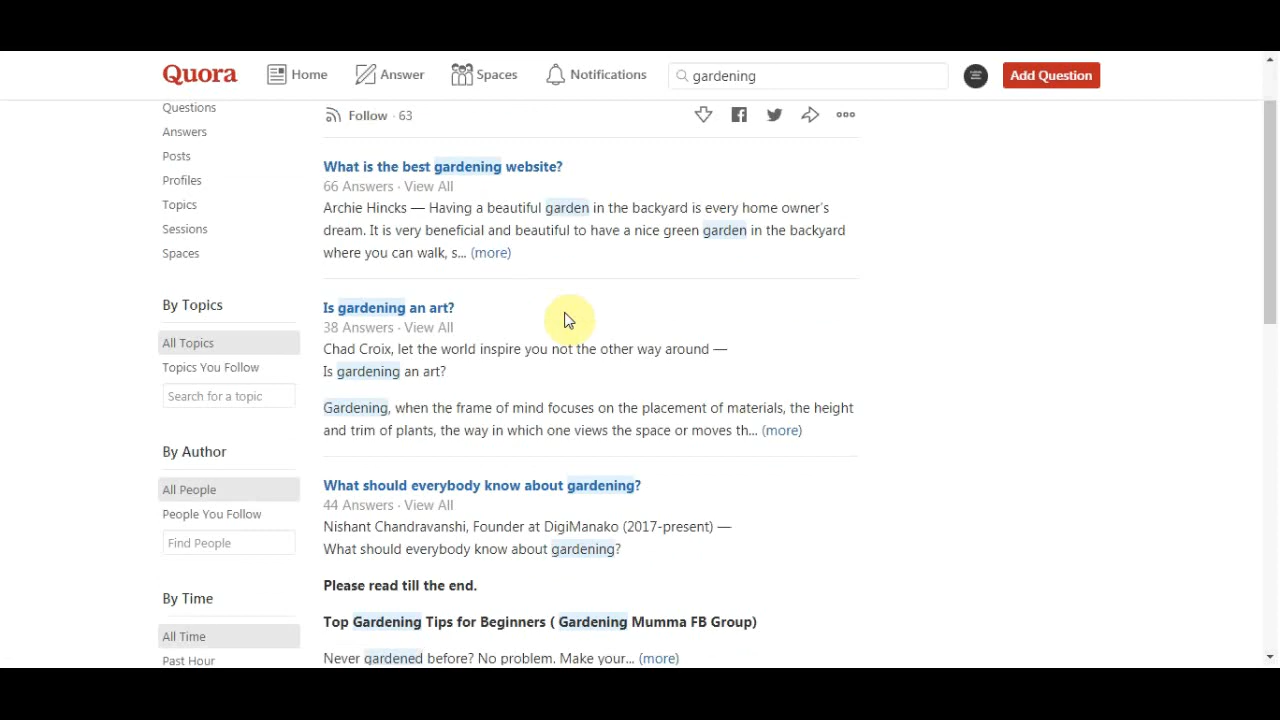 Quora Home Answer Spaces Notifications gardening Add Question
Questions
Answers
Posts
Profiles
Topics
Sessions
Spaces
By Topics
All Topics
Topics You Follow
Search for a topic
By Author
All People
People You Follow
Find People
By Time
All Time
Past Hour
Follow · 63
What is the best gardening website?
66 Answers · View All
Archie Hincks — Having a beautiful garden in the backyard is every home owner's
dream. It is very beneficial and beautiful to have a nice green garden in the backyard
where you can walk, s... (more)
Is gardening an art?
38 Answers · View All
Chad Croix, let the world inspire you not the other way around —
Is gardening an art?
Gardening, when the frame of mind focuses on the placement of materials, the height
and trim of plants, the way in which one views the space or moves th... (more)
What should everybody know about gardening?
44 Answers · View All
Nishant Chandravanshi, Founder at DigiManako (2017-present) —
What should everybody know about gardening?
Please read till the end.
Top Gardening Tips for Beginners ( Gardening Mumma FB Group)
Never gardened before? No problem. Make your... (more)